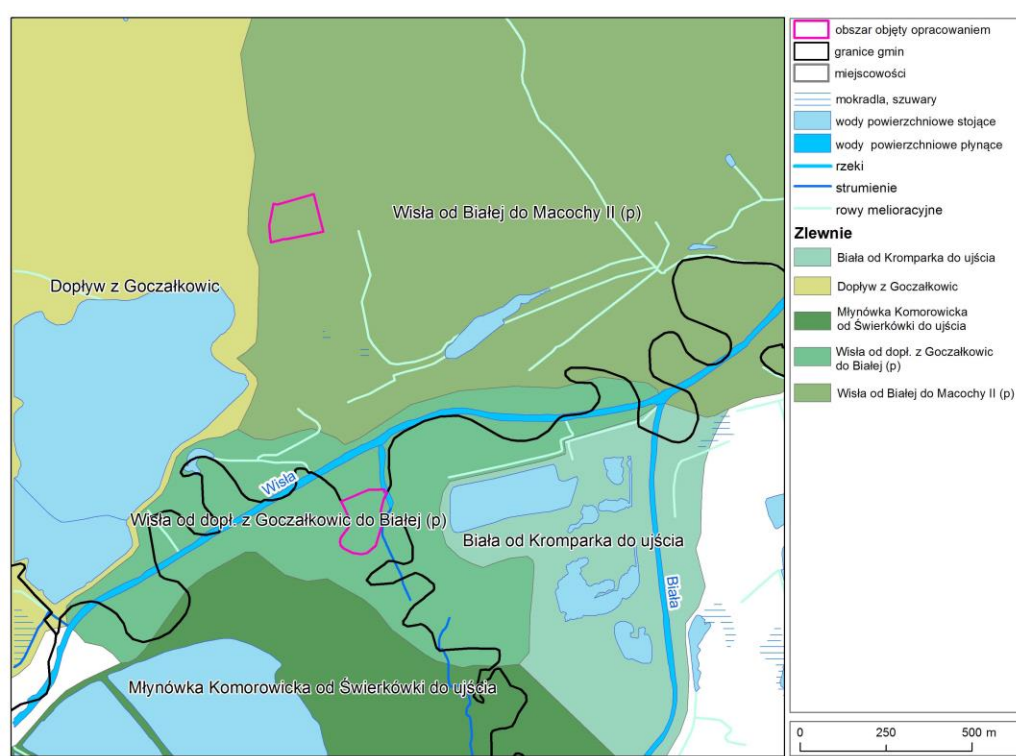 Wisła od Białej do Macochy II (p)
Dopływ z Goczałkowic
Wisła
Wisła od dopł. z Goczałkowic do Białej (p)
Biała od Kromparka do ujścia
Biała
Młynówka Komorowicka od Świerkówki do ujścia
obszar objęty opracowaniem
granice gmin
miejscowości
mokradła, szuwary
wody powierzchniowe stojące
wody powierzchniowe płynące
rzeki
strumienie
rowy melioracyjne
Zlewnie
Biała od Kromparka do ujścia
Dopływ z Goczałkowic
Młynówka Komorowicka
od Świerkówki do ujścia
Wisła od dopł. z Goczałkowic
do Białej (p)
Wisła od Białej do Macochy II (p)
0 250 500 m